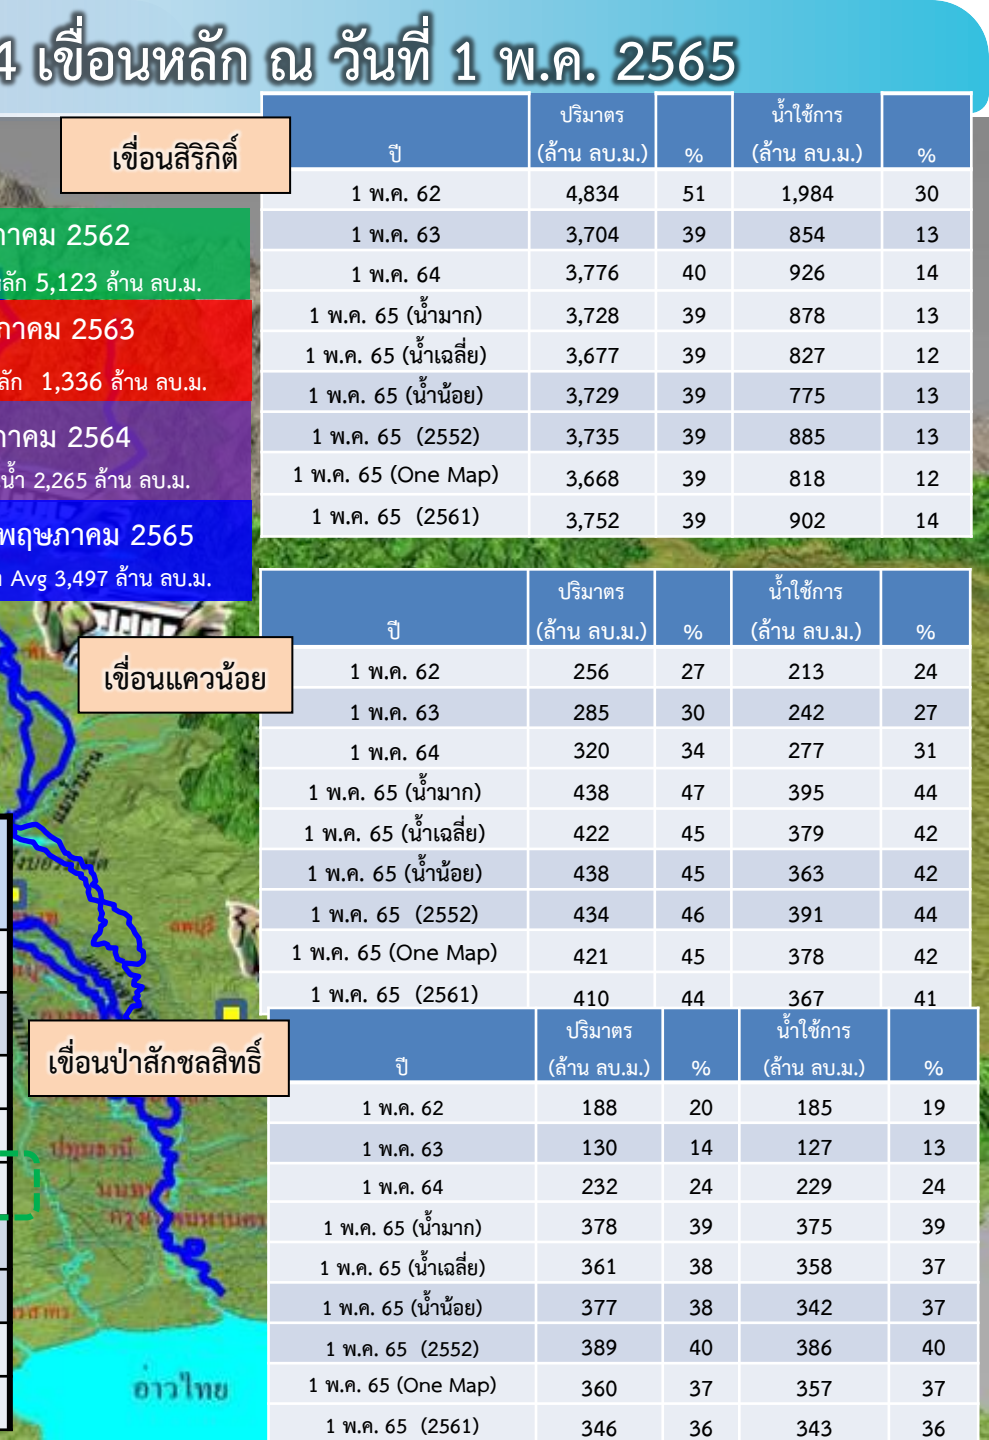 4 เขื่อนหลัก ณ วันที่ 1 พ.ค. 2565
เขื่อนสิริกิติ์
ปี ปริมาตร (ล้าน ลบ.ม.) % น้ำใช้การ (ล้าน ลบ.ม.) %
1 พ.ค. 62 4,834 51 1,984 30
1 พ.ค. 63 3,704 39 854 13
1 พ.ค. 64 3,776 40 926 14
1 พ.ค. 65 (น้ำมาก) 3,728 39 878 13
1 พ.ค. 65 (น้ำเฉลี่ย) 3,677 39 827 12
1 พ.ค. 65 (น้ำน้อย) 3,729 39 775 13
1 พ.ค. 65 (2552) 3,735 39 885 13
1 พ.ค. 65 (One Map) 3,668 39 818 12
1 พ.ค. 65 (2561) 3,752 39 902 14
าคม 2562
ลัก 5,123 ล้าน ลบ.ม.
ภาคม 2563
ลัก 1,336 ล้าน ลบ.ม.
ภาคม 2564
น้ำ 2,265 ล้าน ลบ.ม.
พฤษภาคม 2565
Avg 3,497 ล้าน ลบ.ม.
เขื่อนแควน้อย
ปี ปริมาตร (ล้าน ลบ.ม.) % น้ำใช้การ (ล้าน ลบ.ม.) %
1 พ.ค. 62 256 27 213 24
1 พ.ค. 63 285 30 242 27
1 พ.ค. 64 320 34 277 31
1 พ.ค. 65 (น้ำมาก) 438 47 395 44
1 พ.ค. 65 (น้ำเฉลี่ย) 422 45 379 42
1 พ.ค. 65 (น้ำน้อย) 438 45 363 42
1 พ.ค. 65 (2552) 434 46 391 44
1 พ.ค. 65 (One Map) 421 45 378 42
1 พ.ค. 65 (2561) 410 44 367 41
เขื่อนป่าสักชลสิทธิ์
ปี ปริมาตร (ล้าน ลบ.ม.) % น้ำใช้การ (ล้าน ลบ.ม.) %
1 พ.ค. 62 188 20 185 19
1 พ.ค. 63 130 14 127 13
1 พ.ค. 64 232 24 229 24
1 พ.ค. 65 (น้ำมาก) 378 39 375 39
1 พ.ค. 65 (น้ำเฉลี่ย) 361 38 358 37
1 พ.ค. 65 (น้ำน้อย) 377 38 342 37
1 พ.ค. 65 (2552) 389 40 386 40
1 พ.ค. 65 (One Map) 360 37 357 37
1 พ.ค. 65 (2561) 346 36 343 36
แม่น้ำน่าน
ลพบุรี
ปทุมธานี
อ่าวไทย